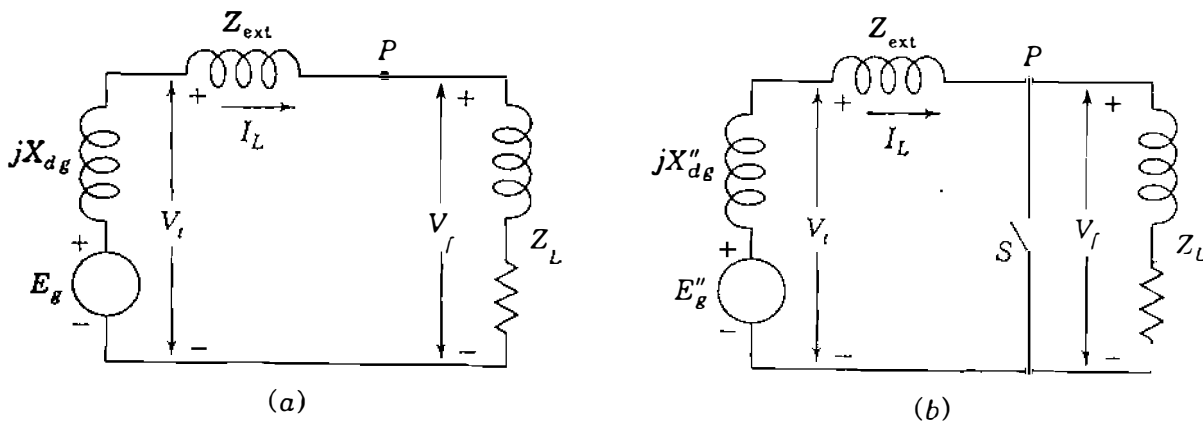 Z_ext
P
+
I_L
+
jX_dg
V_t
V_f
Z_L
+
E_g
−
−
−
(a)
Z_ext
P
+
I_L
+
jX''_dg
V_t
S
V_f
Z_L
+
E''_g
−
−
−
(b)